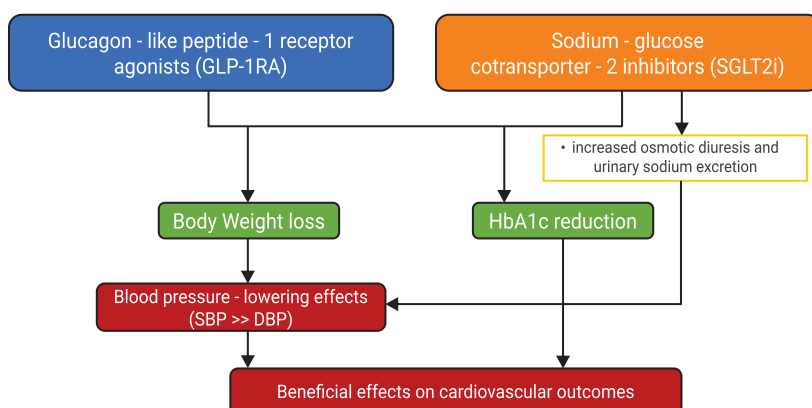 Glucagon - like peptide - 1 receptor
agonists (GLP-1RA)
Sodium - glucose
cotransporter - 2 inhibitors (SGLT2i)
• increased osmotic diuresis and
urinary sodium excretion
Body Weight loss
HbA1c reduction
Blood pressure - lowering effects
(SBP >> DBP)
Beneficial effects on cardiovascular outcomes